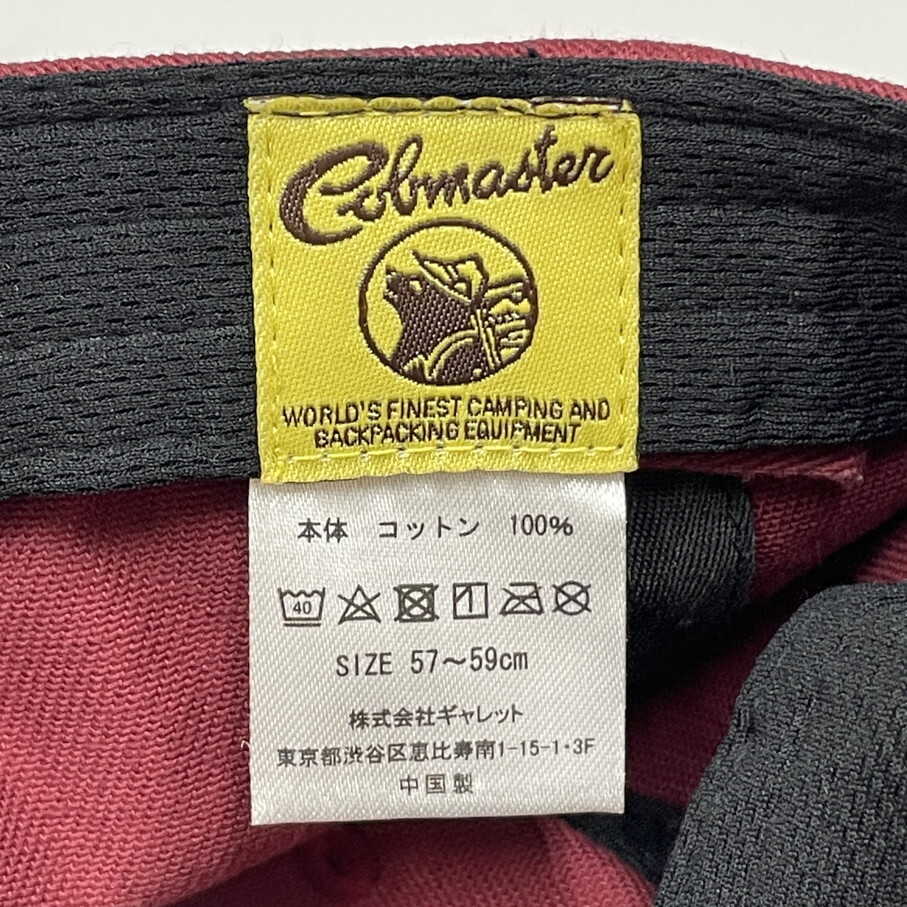 Cobmaster
WORLD'S FINEST CAMPING AND
BACKPACKING EQUIPMENT
本体 コットン 100%
40
SIZE 57～59cm
株式会社ギャレット
東京都渋谷区恵比寿南1-15-1・3F
中国製